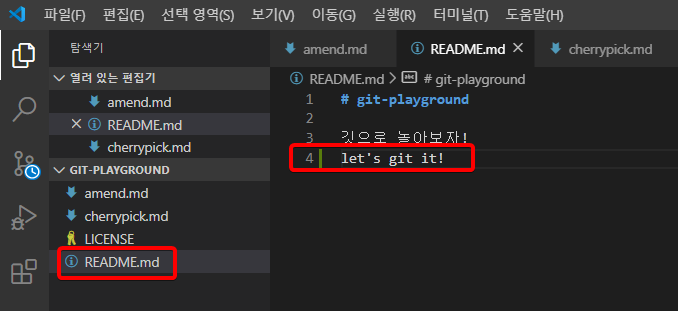 파일(F) 편집(E) 선택 영역(S) 보기(V) 이동(G) 실행(R) 터미널(T) 도움말(H)
탐색기
열려 있는 편집기
amend.md
README.md
cherrypick.md
GIT-PLAYGROUND
amend.md
cherrypick.md
LICENSE
README.md
amend.md README.md cherrypick.md
README.md > # git-playground
1 # git-playground
2
3 깃으로 놀아보자!
4 let's git it!